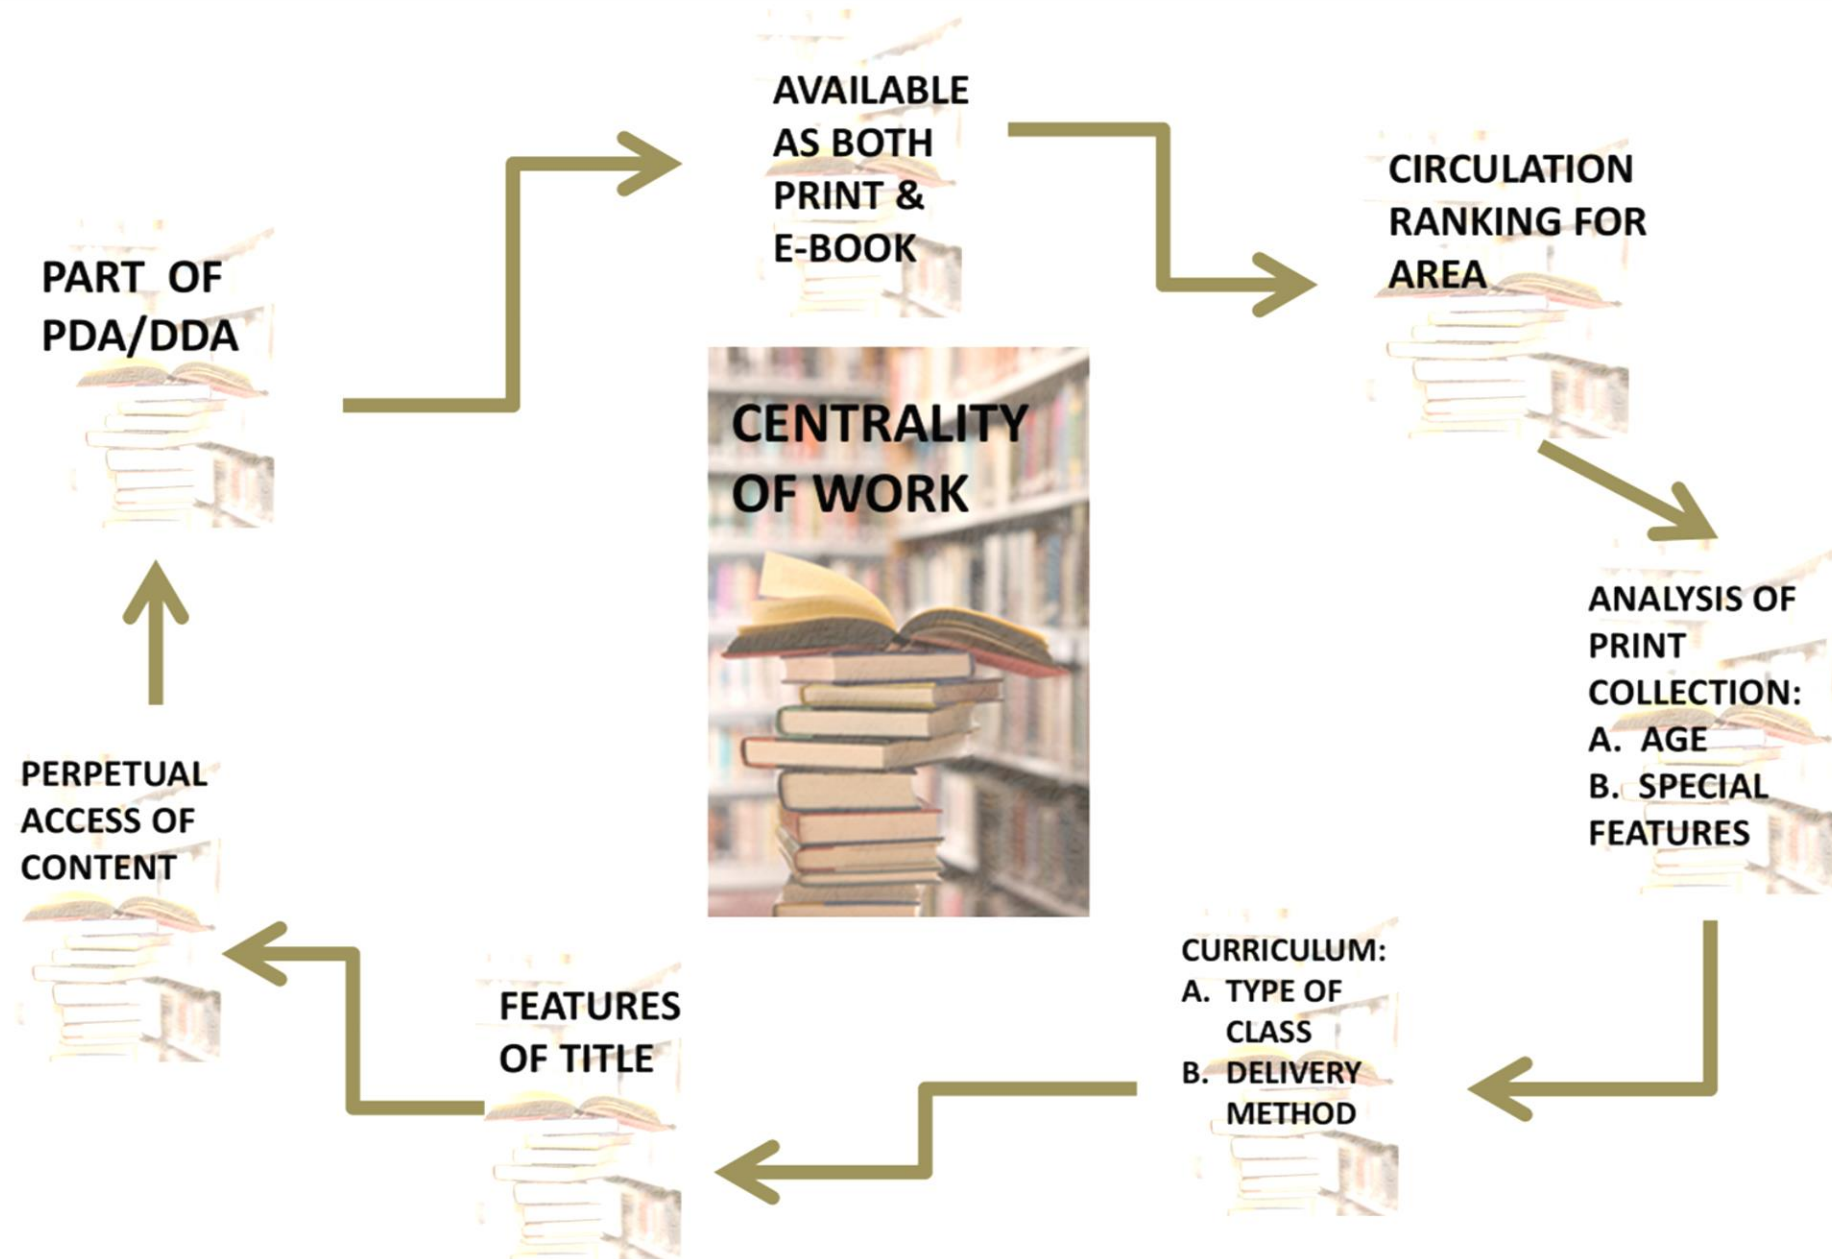 AVAILABLE
AS BOTH
PRINT &
E-BOOK
CIRCULATION
RANKING FOR
AREA
ANALYSIS OF
PRINT
COLLECTION:
A. AGE
B. SPECIAL
FEATURES
CURRICULUM:
A. TYPE OF
CLASS
B. DELIVERY
METHOD
FEATURES
OF TITLE
PERPETUAL
ACCESS OF
CONTENT
PART OF
PDA/DDA
CENTRALITY
OF WORK